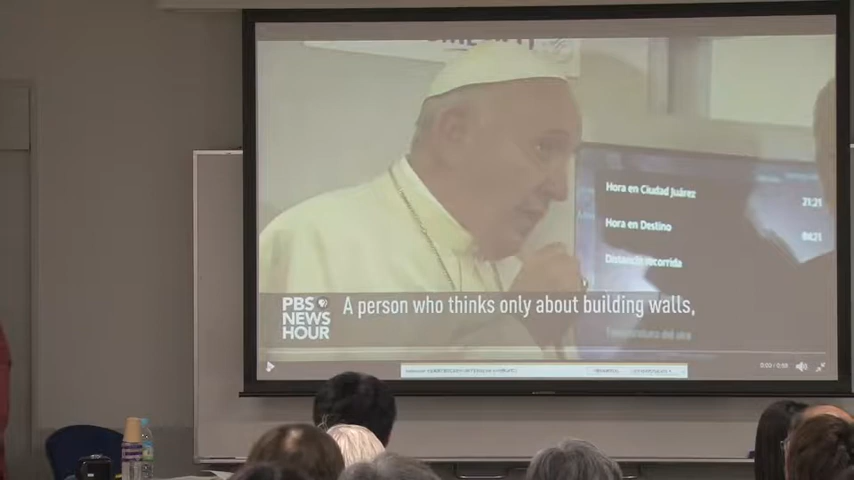 Hora en Ciudad Juárez
21:21
Hora en Destino
04:21
Distancia recorrida
PBS
NEWS
HOUR
A person who thinks only about building walls,